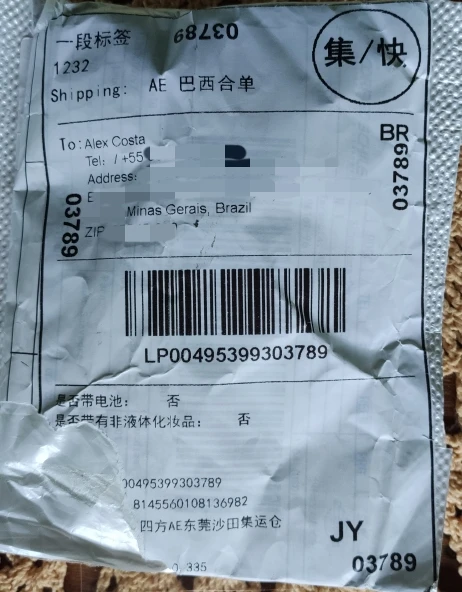 一段标签
03789
集/快
1232
Shipping: AE 巴西合单
To: Alex Costa
BR
Tel: / +55
03789
Address:
E
03789
Minas Gerais, Brazil
ZIP
LP00495399303789
是否带电池： 否
是否带有非液体化妆品： 否
00495399303789
8145560108136982
四方AE东莞沙田集运仓
JY
0.335
03789